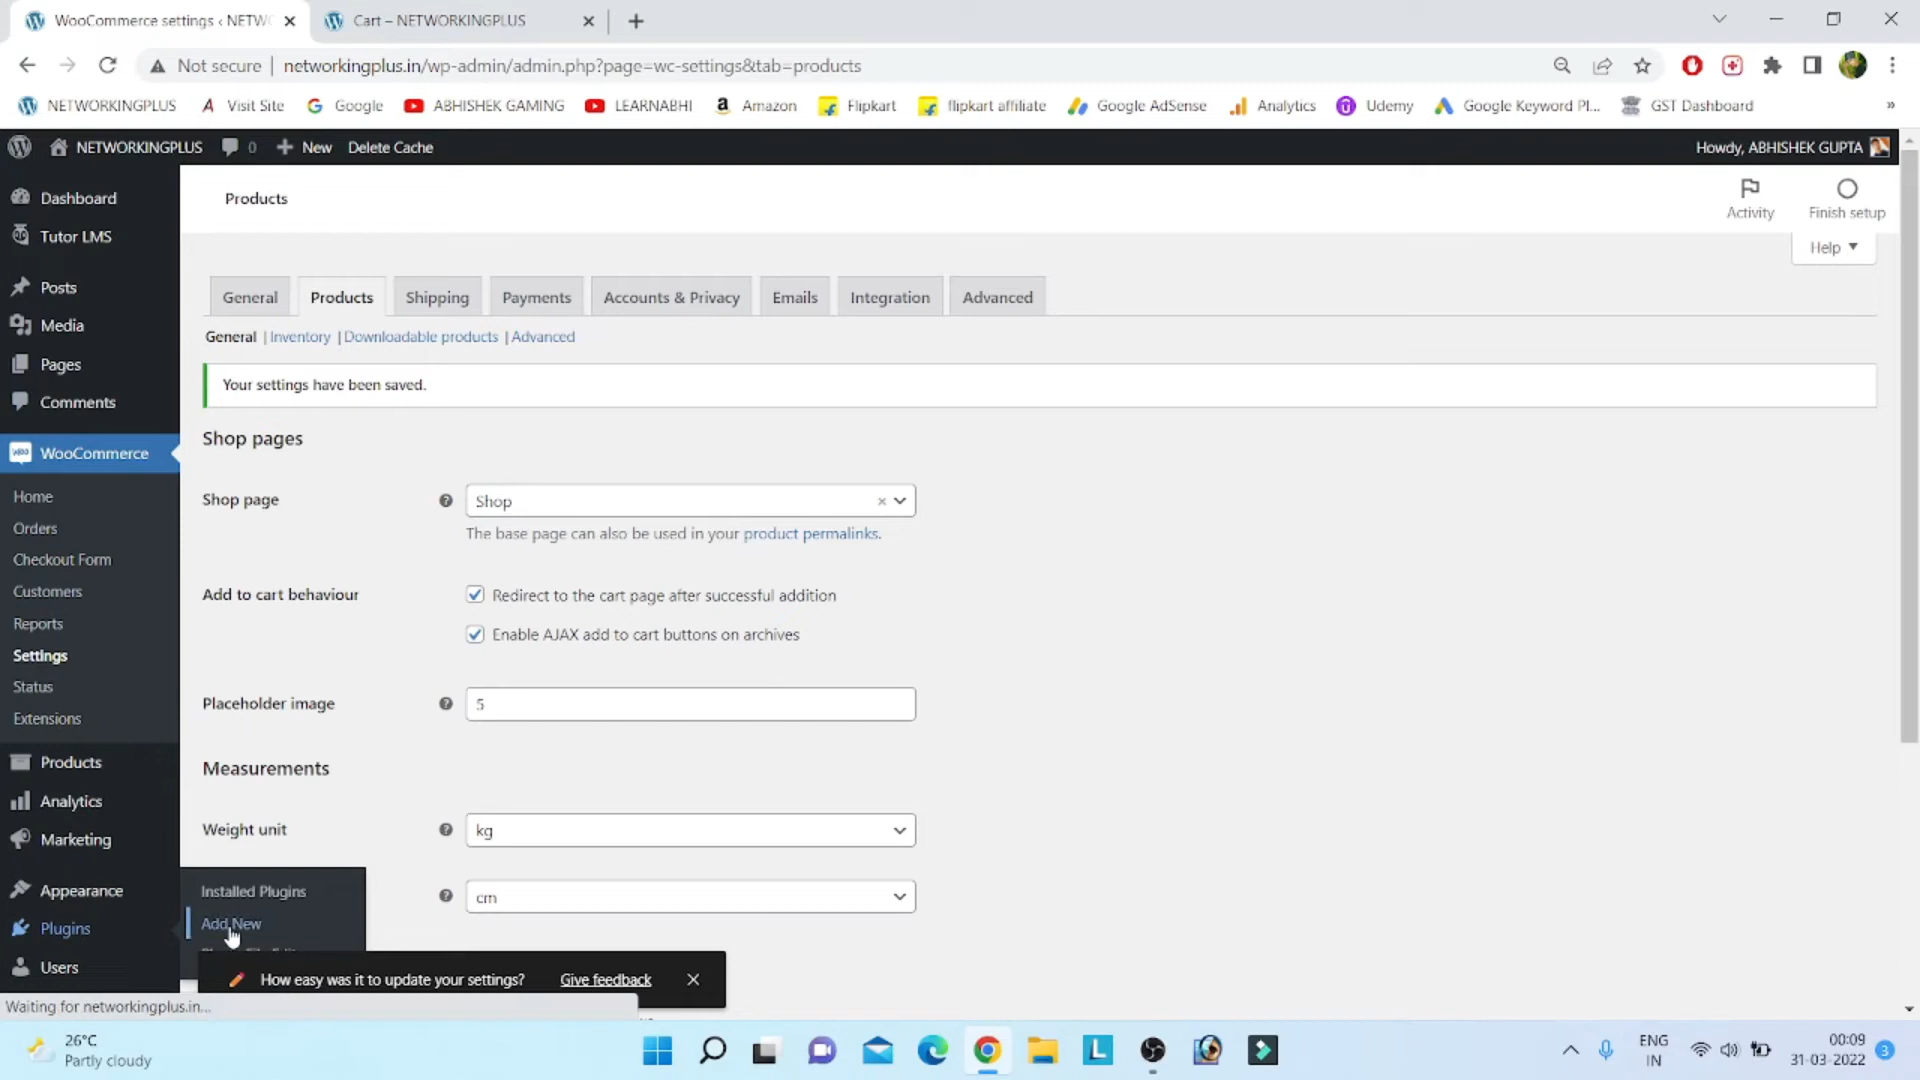 WooCommerce settings ‹ NETWO
Cart – NETWORKINGPLUS
Not secure | networkingplus.in/wp-admin/admin.php?page=wc-settings&tab=products
NETWORKINGPLUS
Visit Site
Google
ABHISHEK GAMING
LEARNABHI
Amazon
Flipkart
flipkart affiliate
Google AdSense
Analytics
Udemy
Google Keyword Pl...
GST Dashboard
»
NETWORKINGPLUS
0
New
Delete Cache
Howdy, ABHISHEK GUPTA
Dashboard
Tutor LMS
Posts
Media
Pages
Comments
WooCommerce
Home
Orders
Checkout Form
Customers
Reports
Settings
Status
Extensions
Products
Analytics
Marketing
Appearance
Plugins
Users
Products
Activity
Finish setup
Help
General
Products
Shipping
Payments
Accounts & Privacy
Emails
Integration
Advanced
General | Inventory | Downloadable products | Advanced
Your settings have been saved.
Shop pages
Shop page
Shop
The base page can also be used in your product permalinks.
Add to cart behaviour
Redirect to the cart page after successful addition
Enable AJAX add to cart buttons on archives
Placeholder image
5
Measurements
Weight unit
kg
cm
Installed Plugins
Add New
How easy was it to update your settings?
Give feedback
Waiting for networkingplus.in...
26°C
Partly cloudy
ENG
IN
00:09
31-03-2022
3